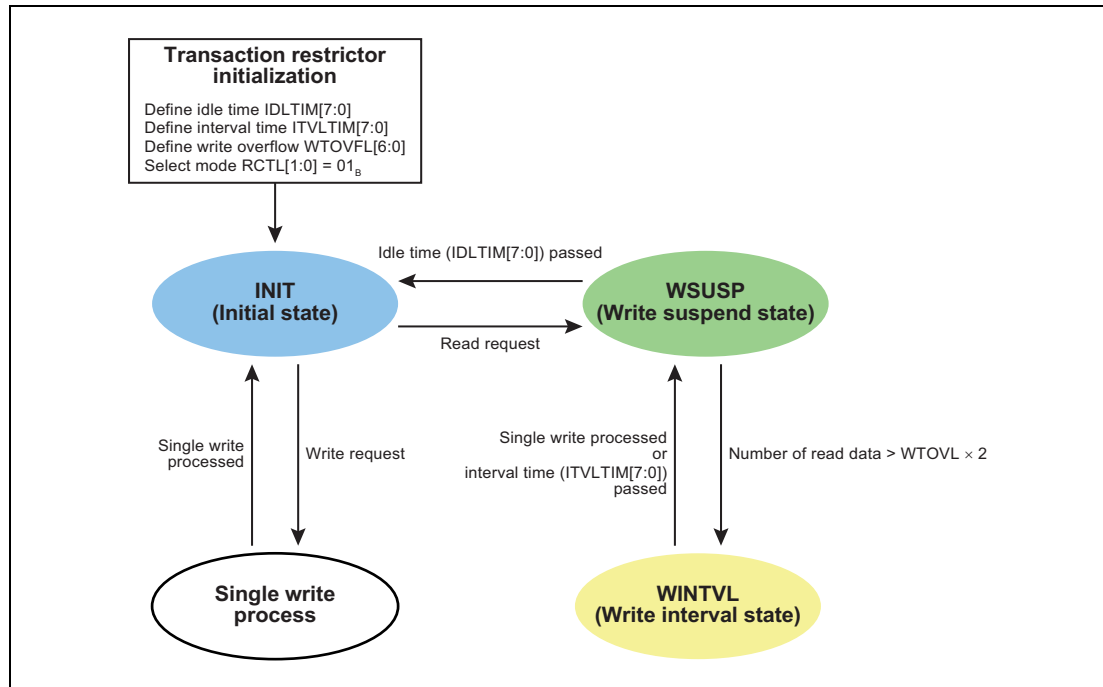 Transaction restrictor
initialization
Define idle time IDLTIM[7:0]
Define interval time ITVLTIM[7:0]
Define write overflow WTOVFL[6:0]
Select mode RCTL[1:0] = 01B
Idle time (IDLTIM[7:0]) passed
INIT
(Initial state)
WSUSP
(Write suspend state)
Read request
Single write
processed
Write request
Single write processed
or
interval time (ITVLTIM[7:0])
passed
Number of read data > WTOVL × 2
Single write
process
WINTVL
(Write interval state)